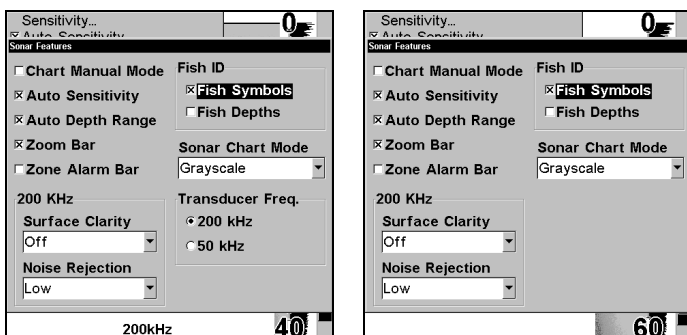 Sensitivity...
Auto Sensitivity
0
Sonar Features
Chart Manual Mode
Auto Sensitivity
Auto Depth Range
Zoom Bar
Zone Alarm Bar
Fish ID
Fish Symbols
Fish Depths
Sonar Chart Mode
Grayscale
200 KHz
Surface Clarity
Off
Noise Rejection
Low
Transducer Freq.
200 kHz
50 kHz
200kHz
40
Sensitivity...
Auto Sensitivity
0
Sonar Features
Chart Manual Mode
Auto Sensitivity
Auto Depth Range
Zoom Bar
Zone Alarm Bar
Fish ID
Fish Symbols
Fish Depths
Sonar Chart Mode
Grayscale
200 KHz
Surface Clarity
Off
Noise Rejection
Low
60